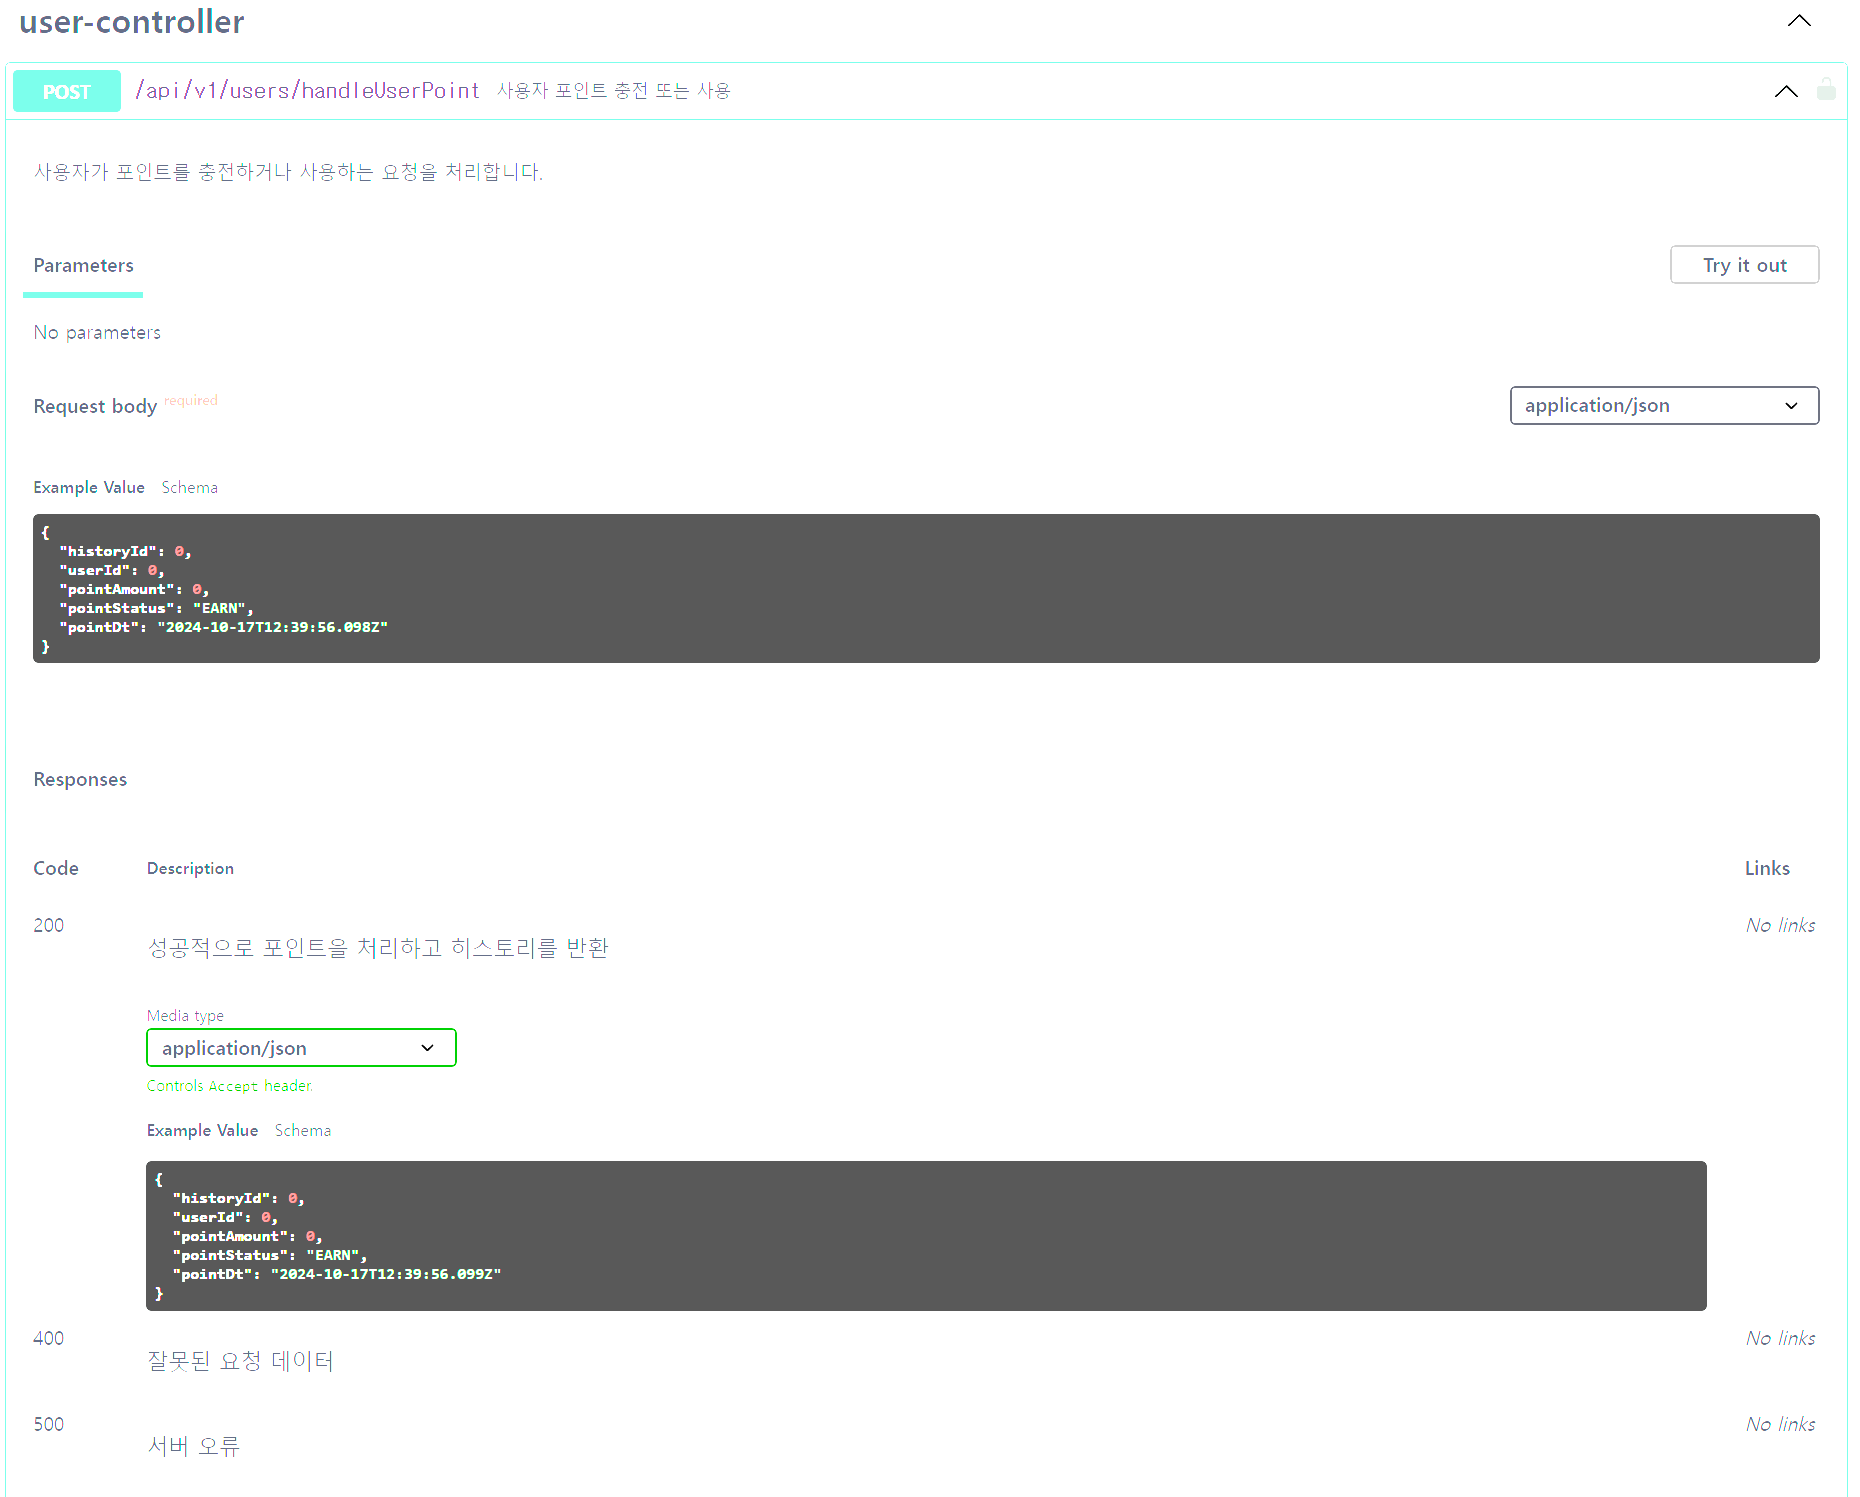 user-controller
POST /api/v1/users/handleUserPoint 사용자 포인트 충전 또는 사용
사용자가 포인트를 충전하거나 사용하는 요청을 처리합니다.
Parameters
Try it out
No parameters
Request body required
application/json
Example Value Schema
{
"historyId": 0,
"userId": 0,
"pointAmount": 0,
"pointStatus": "EARN",
"pointDt": "2024-10-17T12:39:56.098Z"
}
Responses
Code Description Links
200 No links
성공적으로 포인트을 처리하고 히스토리를 반환
Media type
application/json
Controls Accept header.
Example Value Schema
{
"historyId": 0,
"userId": 0,
"pointAmount": 0,
"pointStatus": "EARN",
"pointDt": "2024-10-17T12:39:56.099Z"
}
400 No links
잘못된 요청 데이터
500 No links
서버 오류